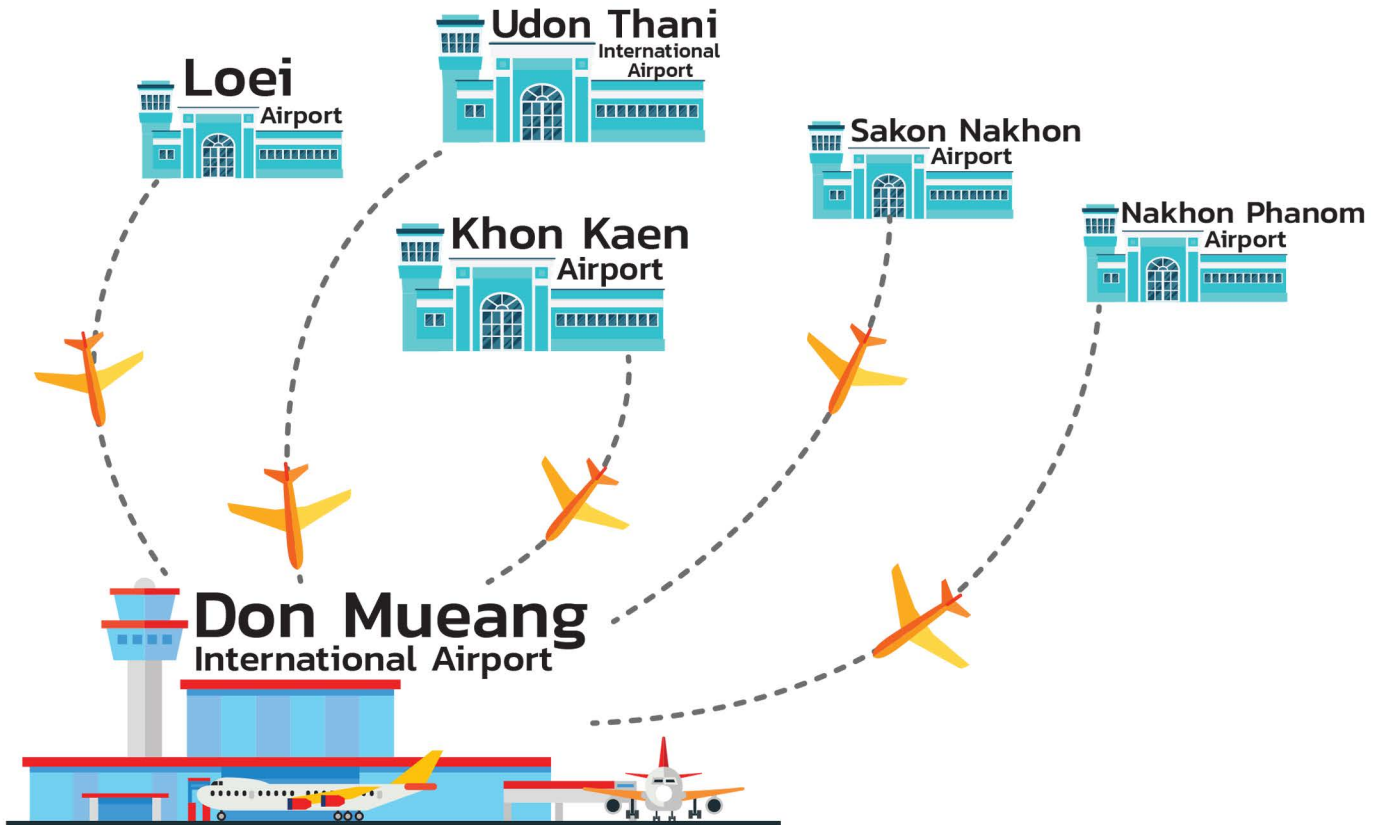 Udon Thani
International
Airport
Loei
Airport
Sakon Nakhon
Airport
Nakhon Phanom
Airport
Khon Kaen
Airport
Don Mueang
International Airport